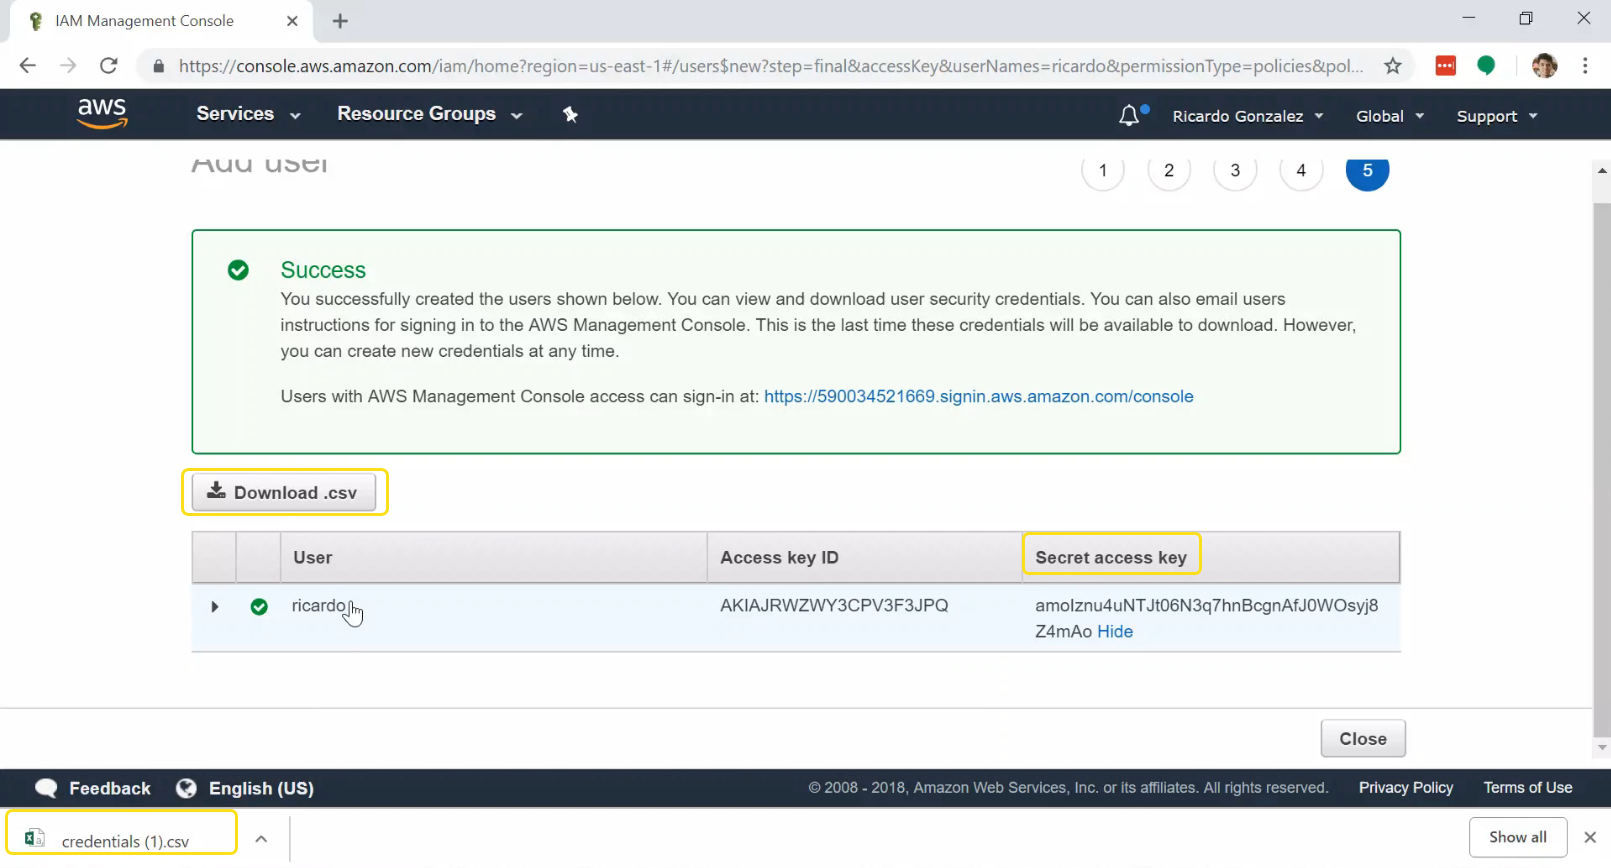 IAM Management Console
https://console.aws.amazon.com/iam/home?region=us-east-1#/users$new?step=final&accessKey&userNames=ricardo&permissionType=policies&pol...
aws
Services
Resource Groups
Ricardo Gonzalez
Global
Support
Add user
1
2
3
4
5
Success
You successfully created the users shown below. You can view and download user security credentials. You can also email users
instructions for signing in to the AWS Management Console. This is the last time these credentials will be available to download. However,
you can create new credentials at any time.
Users with AWS Management Console access can sign-in at: https://590034521669.signin.aws.amazon.com/console
Download .csv
User Access key ID Secret access key
ricardo AKIAJRWZWY3CPV3F3JPQ amoIznu4uNTJt06N3q7hnBcgnAfJ0WOsyj8
Z4mAo Hide
Close
Feedback
English (US)
© 2008 - 2018, Amazon Web Services, Inc. or its affiliates. All rights reserved.
Privacy Policy
Terms of Use
credentials (1).csv
Show all